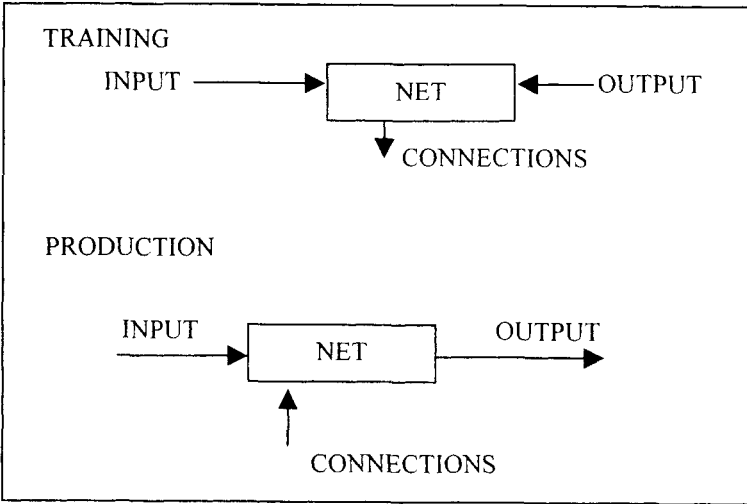 TRAINING
INPUT
NET
OUTPUT
CONNECTIONS
PRODUCTION
INPUT
NET
OUTPUT
CONNECTIONS